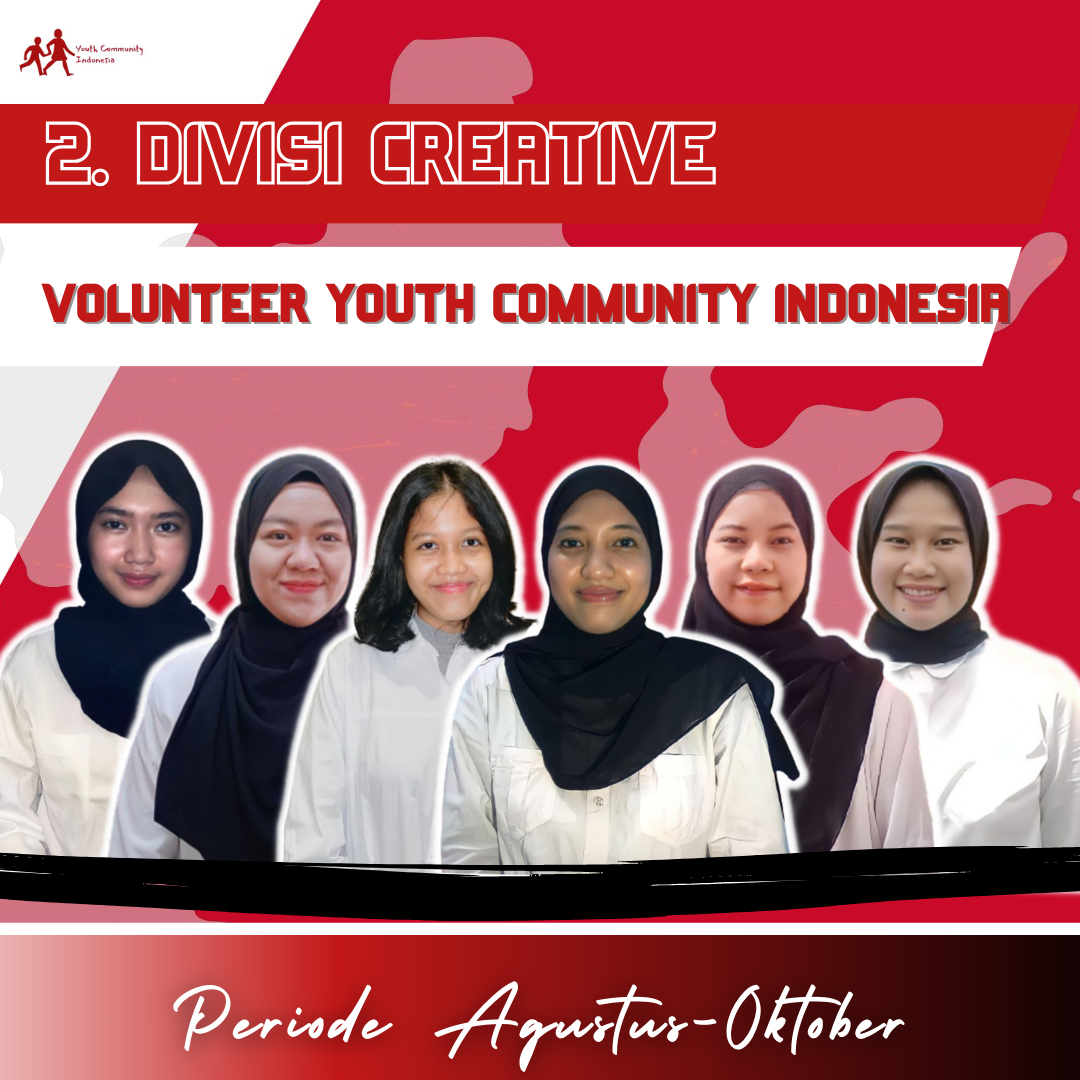 Youth Community
Indonesia
2. DIVISI CREATIVE
VOLUNTEER YOUTH COMMUNITY INDONESIA
Periode Agustus-Oktober